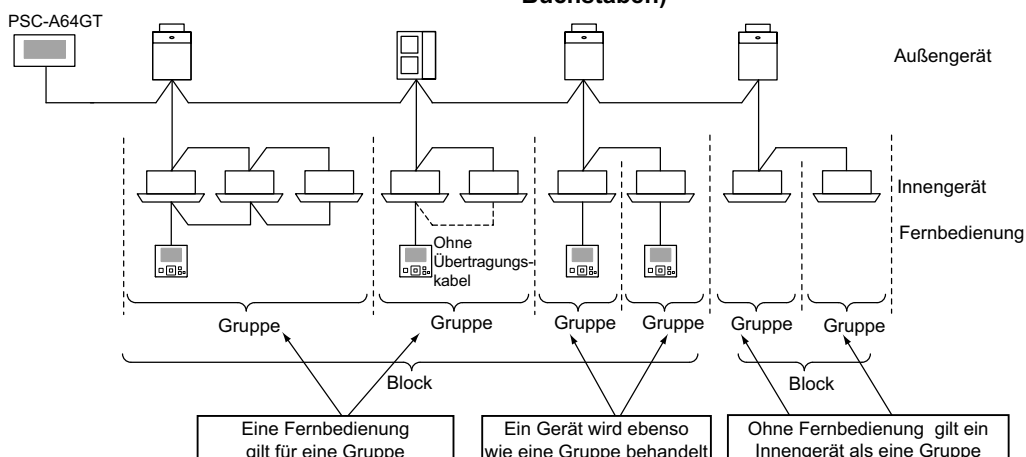 Buchstaben)
PSC-A64GT
Außengerät
Innengerät
Fernbedienung
Ohne
Übertragungs-
kabel
Gruppe
Gruppe
Gruppe
Gruppe
Gruppe
Gruppe
Block
Block
Eine Fernbedienung
gilt für eine Gruppe
Ein Gerät wird ebenso
wie eine Gruppe behandelt
Ohne Fernbedienung gilt ein
Innengerät als eine Gruppe